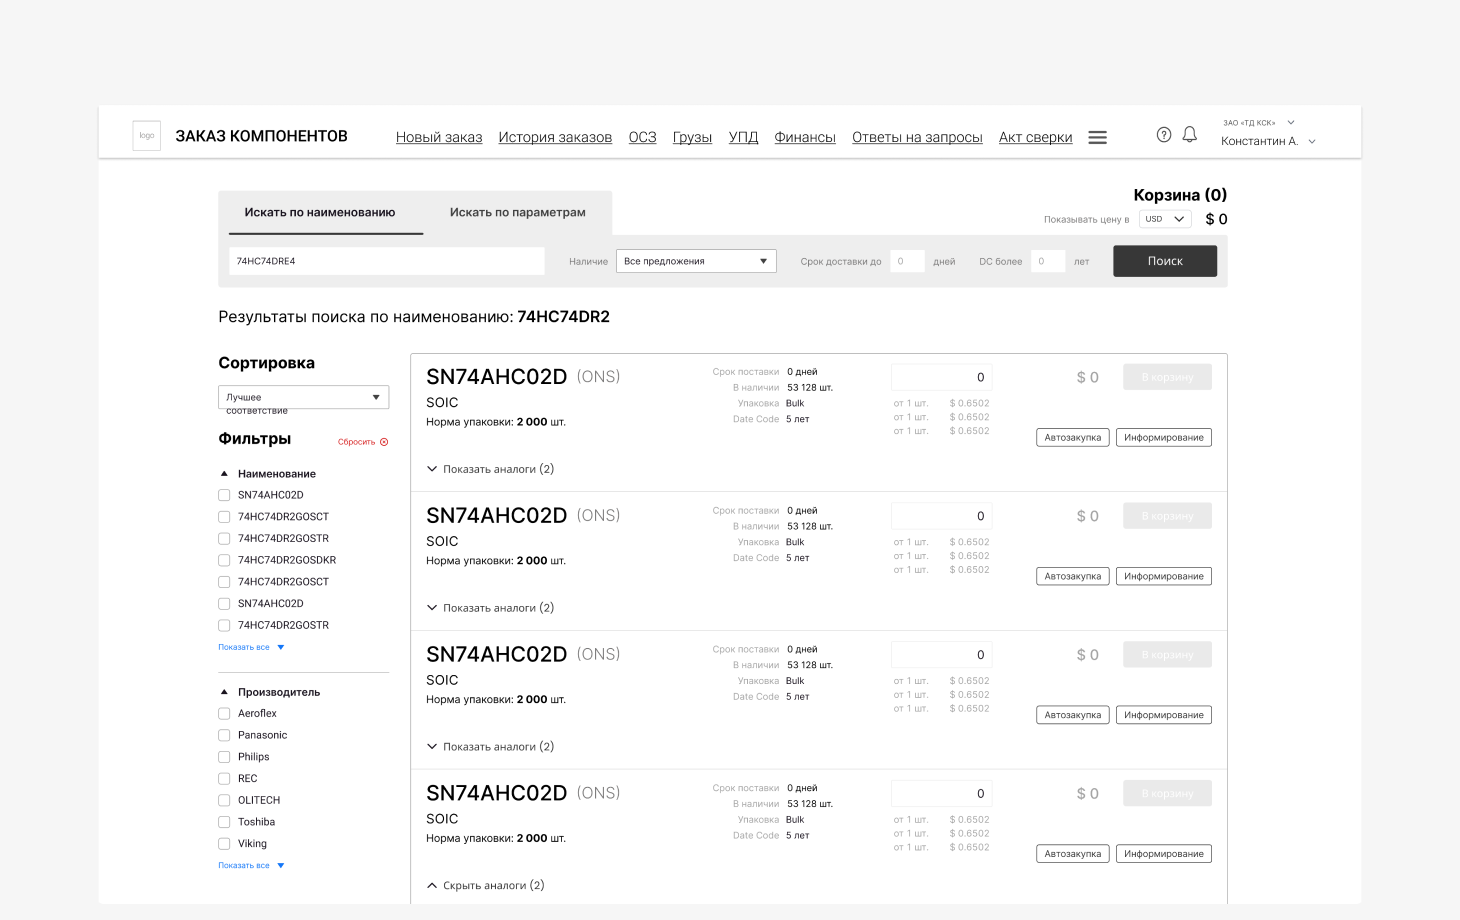 logo
ЗАКАЗ КОМПОНЕНТОВ
Новый заказ История заказов ОСЗ Грузы УПД Финансы Ответы на запросы Акт сверки
ЗАО «ТД КСК»
Константин А.
Искать по наименованию Искать по параметрам
Корзина (0)
Показывать цену в USD $ 0
74HC74DRE4 Наличие Все предложения Срок доставки до 0 дней DC более 0 лет Поиск
Результаты поиска по наименованию: 74HC74DR2
Сортировка
Лучшее
соответствие
Фильтры Сбросить
Наименование
SN74AHC02D
74HC74DR2GOSCT
74HC74DR2GOSTR
74HC74DR2GOSDKR
74HC74DR2GOSCT
SN74AHC02D
74HC74DR2GOSTR
Показать все
Производитель
Aeroflex
Panasonic
Philips
REC
OLITECH
Toshiba
Viking
Показать все
SN74AHC02D (ONS)
SOIC
Норма упаковки: 2 000 шт.
Срок поставки 0 дней
В наличии 53 128 шт.
Упаковка Bulk
Date Code 5 лет
0
от 1 шт. $ 0.6502
от 1 шт. $ 0.6502
от 1 шт. $ 0.6502
$ 0 В корзину
Автозакупка Информирование
Показать аналоги (2)
SN74AHC02D (ONS)
SOIC
Норма упаковки: 2 000 шт.
Срок поставки 0 дней
В наличии 53 128 шт.
Упаковка Bulk
Date Code 5 лет
0
от 1 шт. $ 0.6502
от 1 шт. $ 0.6502
от 1 шт. $ 0.6502
$ 0 В корзину
Автозакупка Информирование
Показать аналоги (2)
SN74AHC02D (ONS)
SOIC
Норма упаковки: 2 000 шт.
Срок поставки 0 дней
В наличии 53 128 шт.
Упаковка Bulk
Date Code 5 лет
0
от 1 шт. $ 0.6502
от 1 шт. $ 0.6502
от 1 шт. $ 0.6502
$ 0 В корзину
Автозакупка Информирование
Показать аналоги (2)
SN74AHC02D (ONS)
SOIC
Норма упаковки: 2 000 шт.
Срок поставки 0 дней
В наличии 53 128 шт.
Упаковка Bulk
Date Code 5 лет
0
от 1 шт. $ 0.6502
от 1 шт. $ 0.6502
от 1 шт. $ 0.6502
$ 0 В корзину
Автозакупка Информирование
Скрыть аналоги (2)